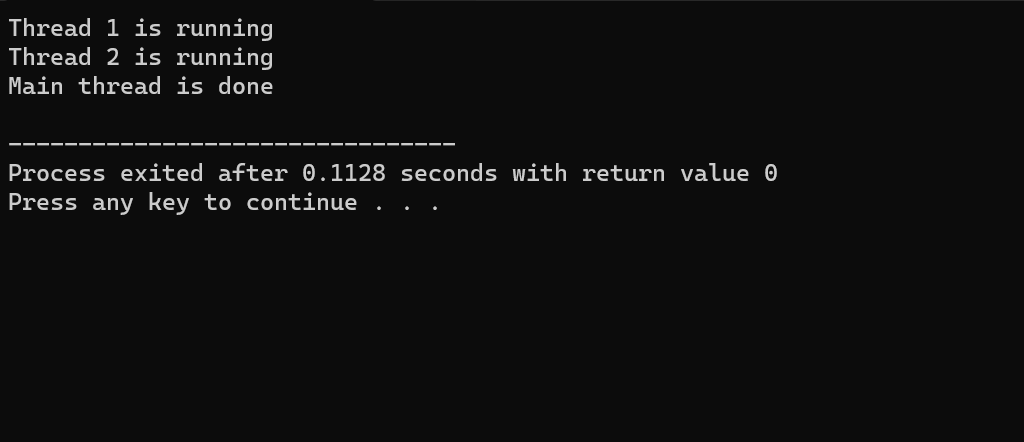 Thread 1 is running
Thread 2 is running
Main thread is done
--------------------------------
Process exited after 0.1128 seconds with return value 0
Press any key to continue . . .